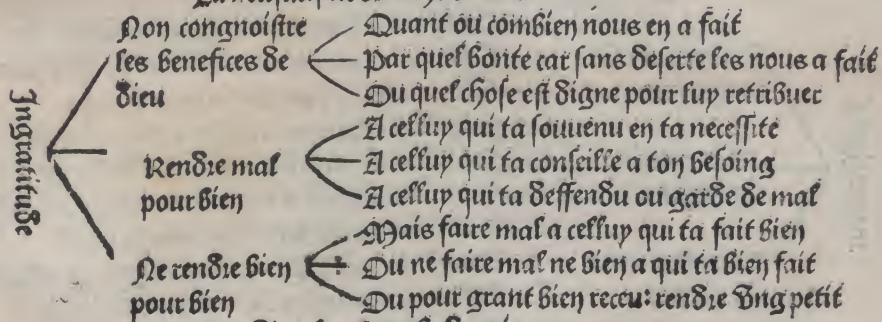 Ingratitude
Non congnoistre
les benefices de
dieu
Quant ou combien nous en a fait
Par quel bonte car sans deserte les nous a fait
Ou quel chose est digne pour luy retribuer
Rendre mal
pour bien
A celluy qui ta soutuenu en ta necessite
A celluy qui ta conseille a ton besoing
A celluy qui ta deffendu ou garde de mal
Ne rendre bien
pour bien
Mais faire mal a celluy qui ta fait bien
Ou ne faire mal ne bien a qui ta bien fait
Ou pour grant bien receu: rendre ung petit